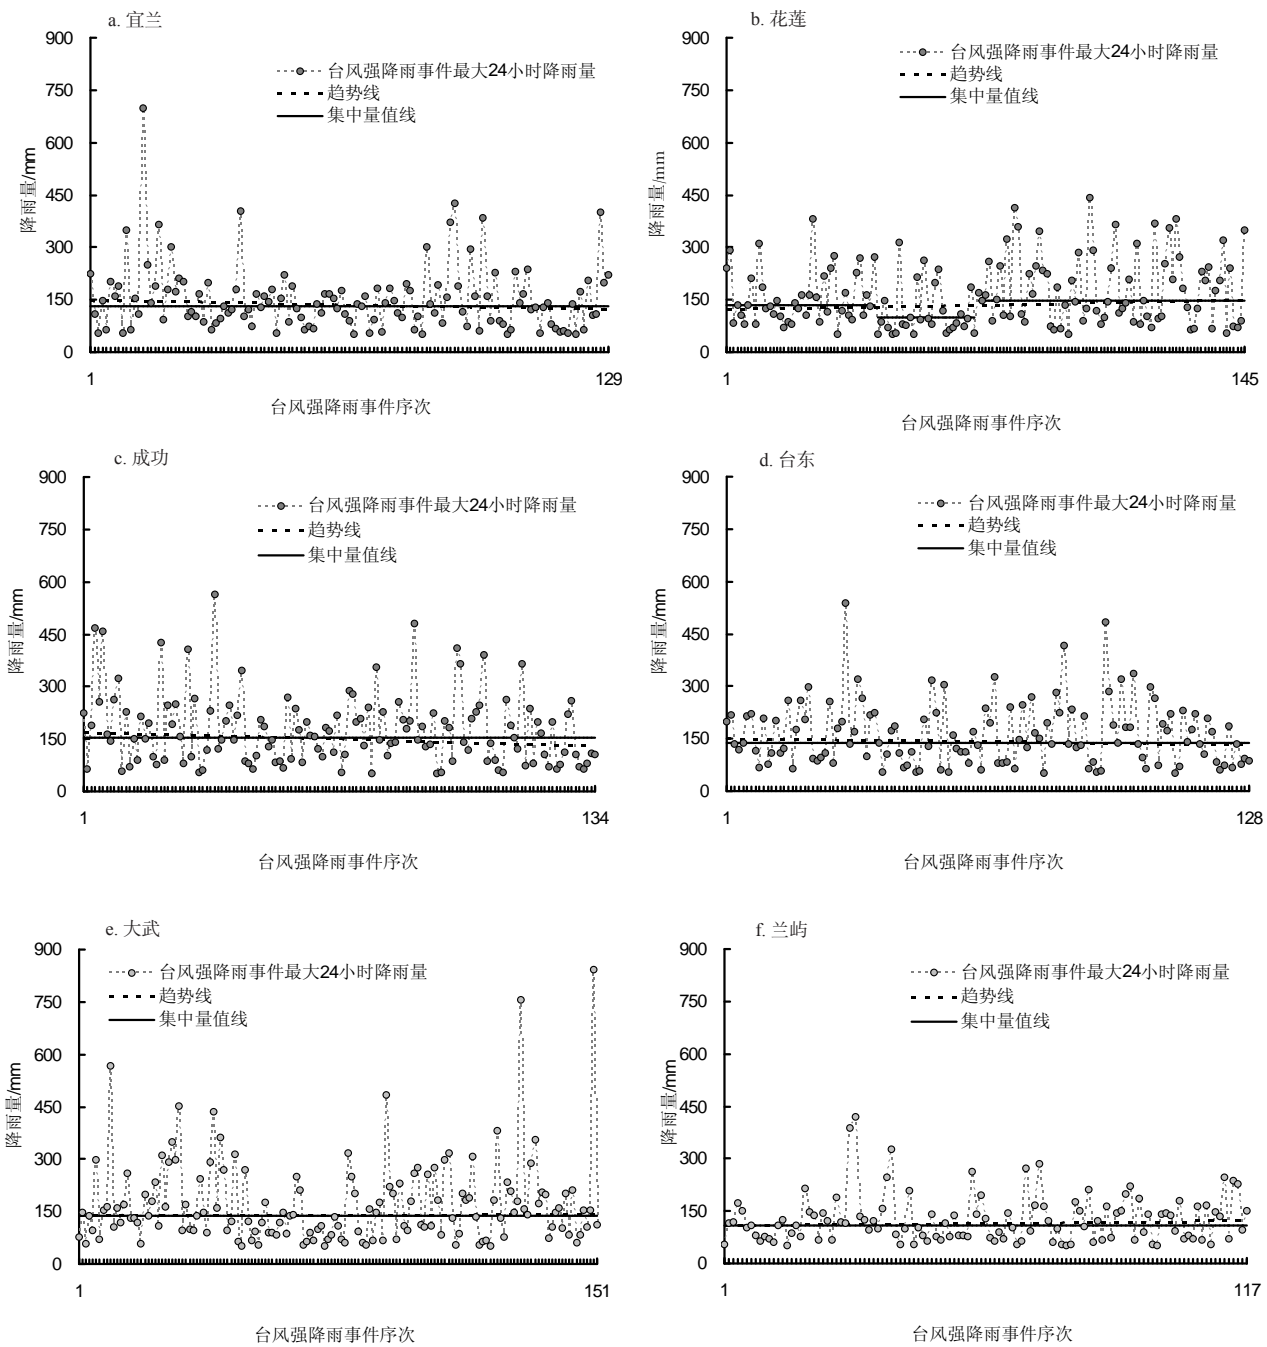 a. 宜兰
900
750
600
450
300
150
0
降雨量/mm
台风强降雨事件最大24小时降雨量
趋势线
集中量值线
1
129
台风强降雨事件序次
b. 花莲
900
750
600
450
300
150
0
降雨量/mm
台风强降雨事件最大24小时降雨量
趋势线
集中量值线
1
145
台风强降雨事件序次
c. 成功
900
750
600
450
300
150
0
降雨量/mm
台风强降雨事件最大24小时降雨量
趋势线
集中量值线
1
134
台风强降雨事件序次
d. 台东
900
750
600
450
300
150
0
降雨量/mm
台风强降雨事件最大24小时降雨量
趋势线
集中量值线
1
128
台风强降雨事件序次
e. 大武
900
750
600
450
300
150
0
降雨量/mm
台风强降雨事件最大24小时降雨量
趋势线
集中量值线
1
151
台风强降雨事件序次
f. 兰屿
900
750
600
450
300
150
0
降雨量/mm
台风强降雨事件最大24小时降雨量
趋势线
集中量值线
1
117
台风强降雨事件序次